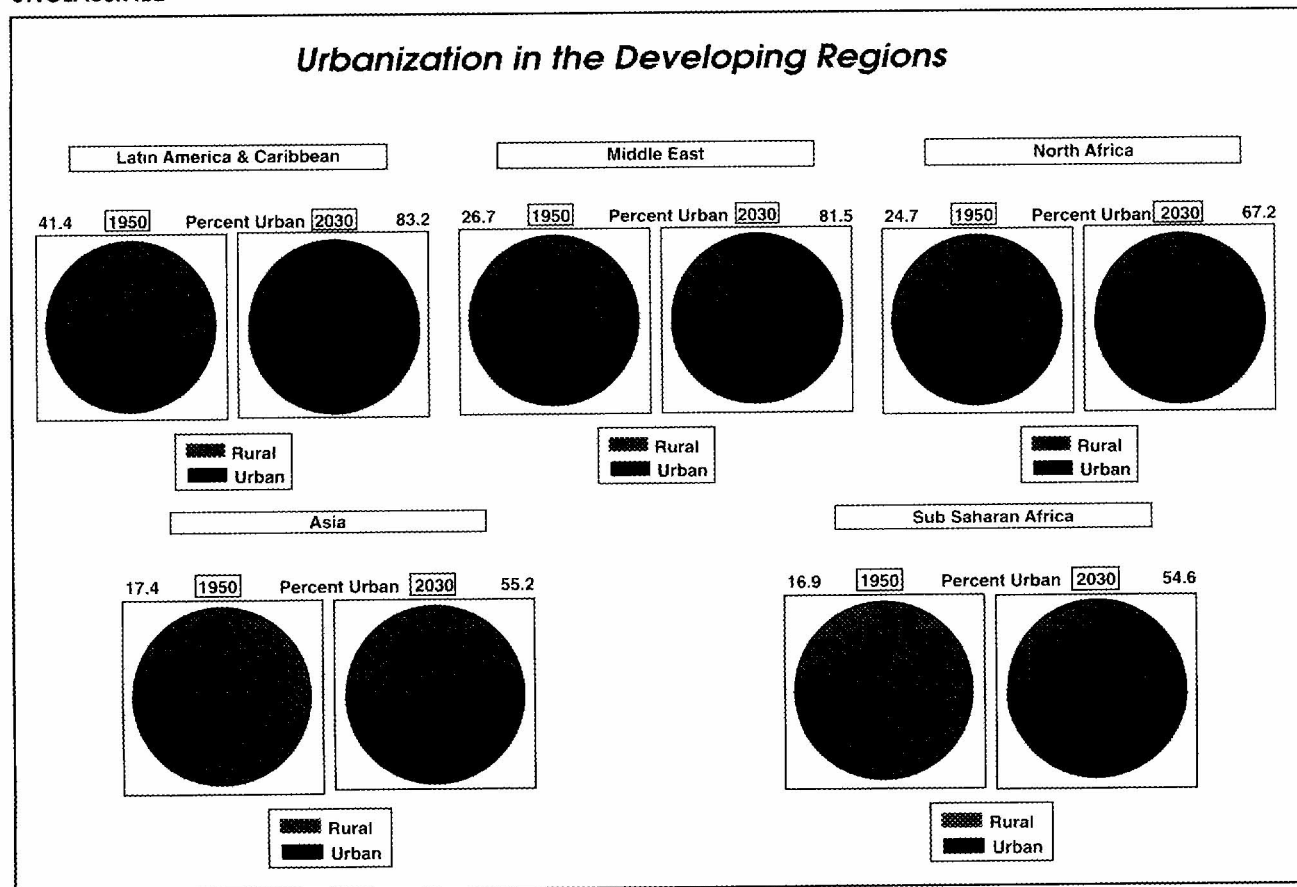 Urbanization in the Developing Regions
Latin America & Caribbean
41.4 1950 Percent Urban 2030 83.2
Rural
Urban
Middle East
26.7 1950 Percent Urban 2030 81.5
Rural
Urban
North Africa
24.7 1950 Percent Urban 2030 67.2
Rural
Urban
Asia
17.4 1950 Percent Urban 2030 55.2
Rural
Urban
Sub Saharan Africa
16.9 1950 Percent Urban 2030 54.6
Rural
Urban